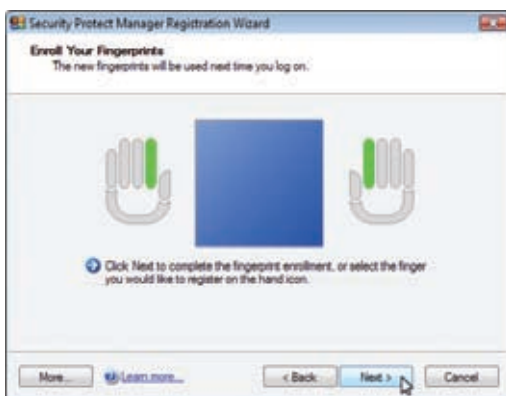 Security Protect Manager Registration Wizard
Enroll Your Fingerprints
The new fingerprints will be used next time you log on.
Click Next to complete the fingerprint enrollment, or select the finger
you would like to register on the hand icon.
More... Learn more... < Back Next > Cancel